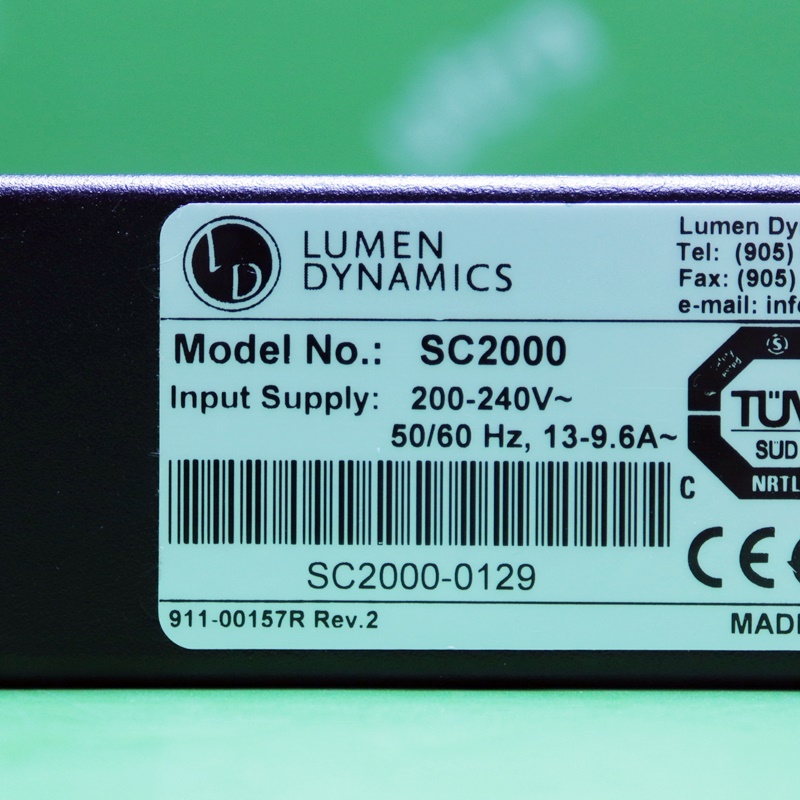 LD
LUMEN
DYNAMICS
Lumen Dy
Tel: (905)
Fax: (905)
e-mail: info
Model No.: SC2000
Input Supply: 200-240V~
50/60 Hz, 13-9.6A~
S
TÜV
SÜD
C NRTL
CE
SC2000-0129
911-00157R Rev.2
MADE